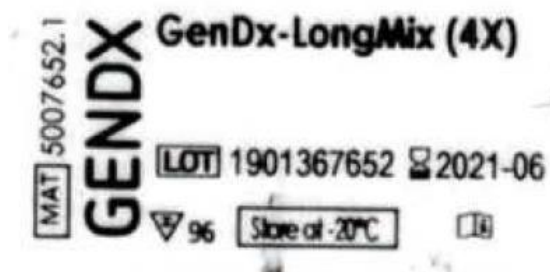 MAT 5007652.1
GENDX
GenDx-LongMix (4X)
LOT 1901367652 2021-06
96 Store at -20°C